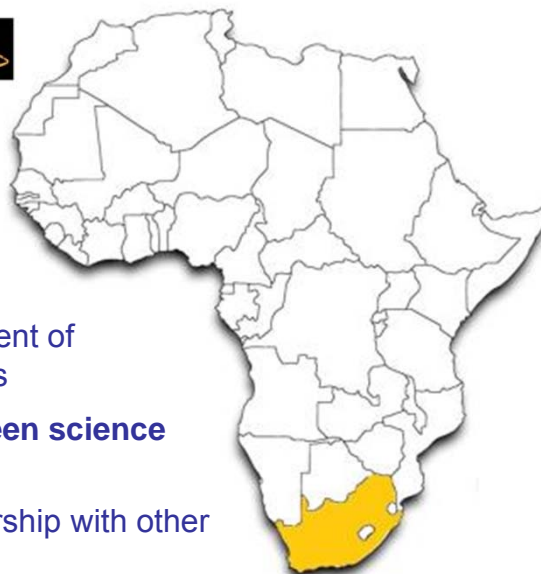 ent of
s
een science
rship with other